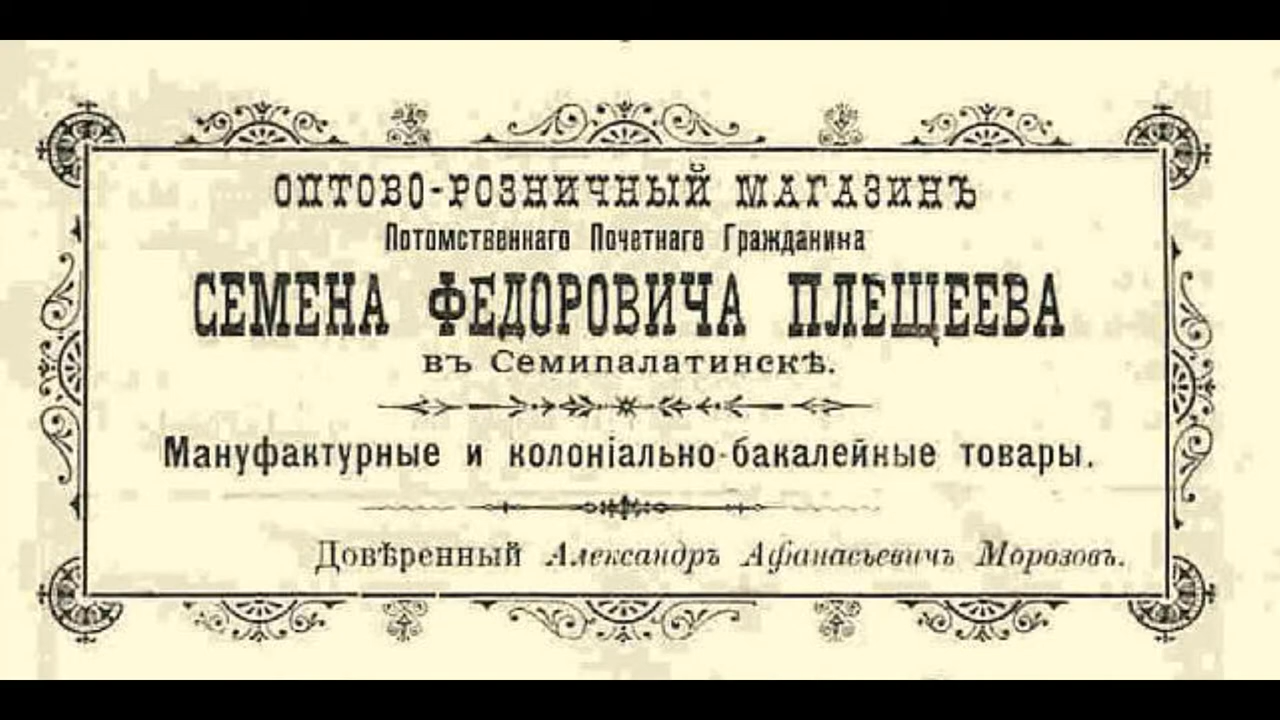 ОПТОВО-РОЗНИЧНЫЙ МАГАЗИНЪ
Потомственнаго Почетнаго Гражданина
СЕМЕНА ФЕДОРОВИЧА ПЛЕЩЕЕВА
въ Семипалатинскѣ.
Мануфактурные и колоніально-бакалейные товары.
Довѣренный Александръ Афанасьевичъ Морозовъ.